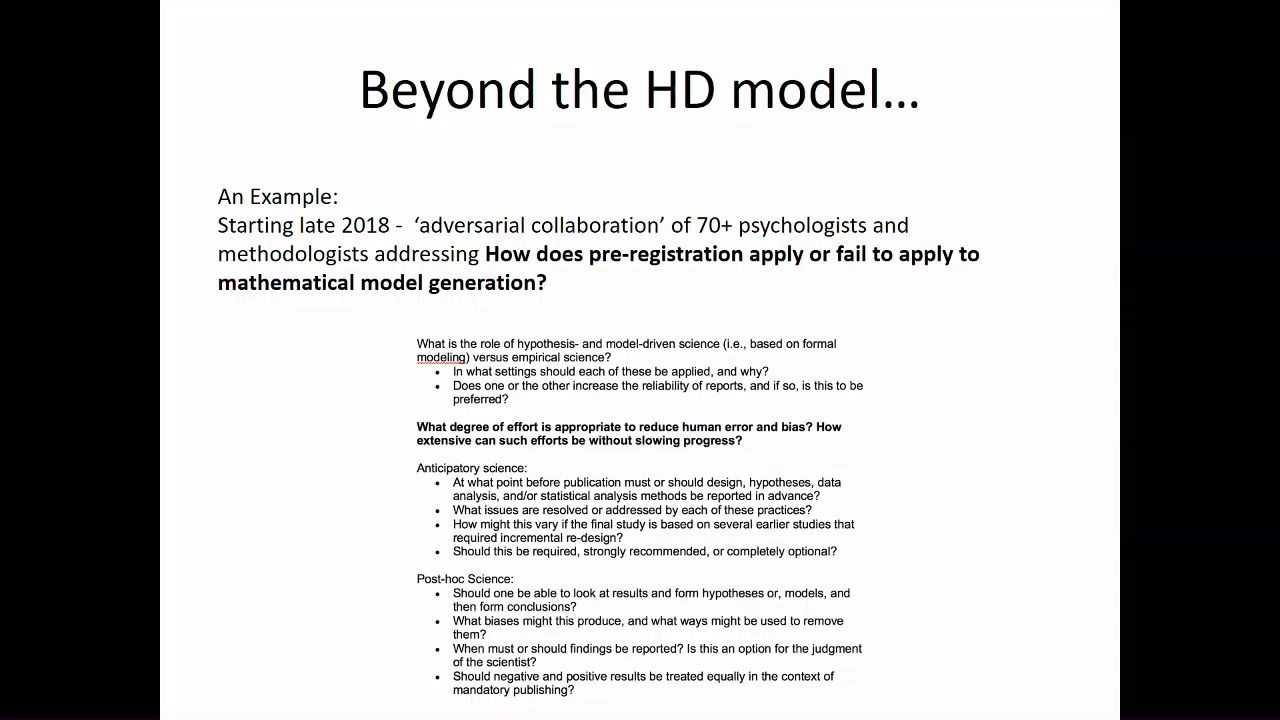 Beyond the HD model…
An Example:
Starting late 2018 -  ‘adversarial collaboration’ of 70+ psychologists and
methodologists addressing How does pre-registration apply or fail to apply to
mathematical model generation?
What is the role of hypothesis- and model-driven science (i.e., based on formal
modeling) versus empirical science?
• In what settings should each of these be applied, and why?
• Does one or the other increase the reliability of reports, and if so, is this to be
preferred?
What degree of effort is appropriate to reduce human error and bias? How
extensive can such efforts be without slowing progress?
Anticipatory science:
• At what point before publication must or should design, hypotheses, data
analysis, and/or statistical analysis methods be reported in advance?
• What issues are resolved or addressed by each of these practices?
• How might this vary if the final study is based on several earlier studies that
required incremental re-design?
• Should this be required, strongly recommended, or completely optional?
Post-hoc Science:
• Should one be able to look at results and form hypotheses or, models, and
then form conclusions?
• What biases might this produce, and what ways might be used to remove
them?
• When must or should findings be reported? Is this an option for the judgment
of the scientist?
• Should negative and positive results be treated equally in the context of
mandatory publishing?